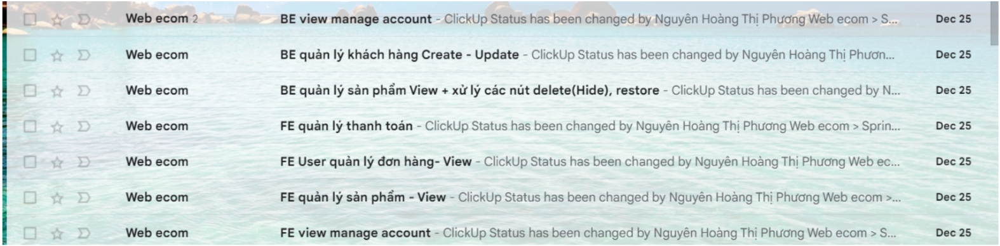 Web ecom 2 BE view manage account - ClickUp Status has been changed by Nguyên Hoàng Thị Phương Web ecom > S... Dec 25
Web ecom BE quản lý khách hàng Create - Update - ClickUp Status has been changed by Nguyên Hoàng Thị Phươn... Dec 25
Web ecom BE quản lý sản phẩm View + xử lý các nút delete(Hide), restore - ClickUp Status has been changed by N... Dec 25
Web ecom FE quản lý thanh toán - ClickUp Status has been changed by Nguyên Hoàng Thị Phương Web ecom > Sprin... Dec 25
Web ecom FE User quản lý đơn hàng- View - ClickUp Status has been changed by Nguyên Hoàng Thị Phương Web ec... Dec 25
Web ecom FE quản lý sản phẩm - View - ClickUp Status has been changed by Nguyên Hoàng Thị Phương Web ecom >... Dec 25
Web ecom FE view manage account - ClickUp Status has been changed by Nguyên Hoàng Thị Phương Web ecom > S... Dec 25